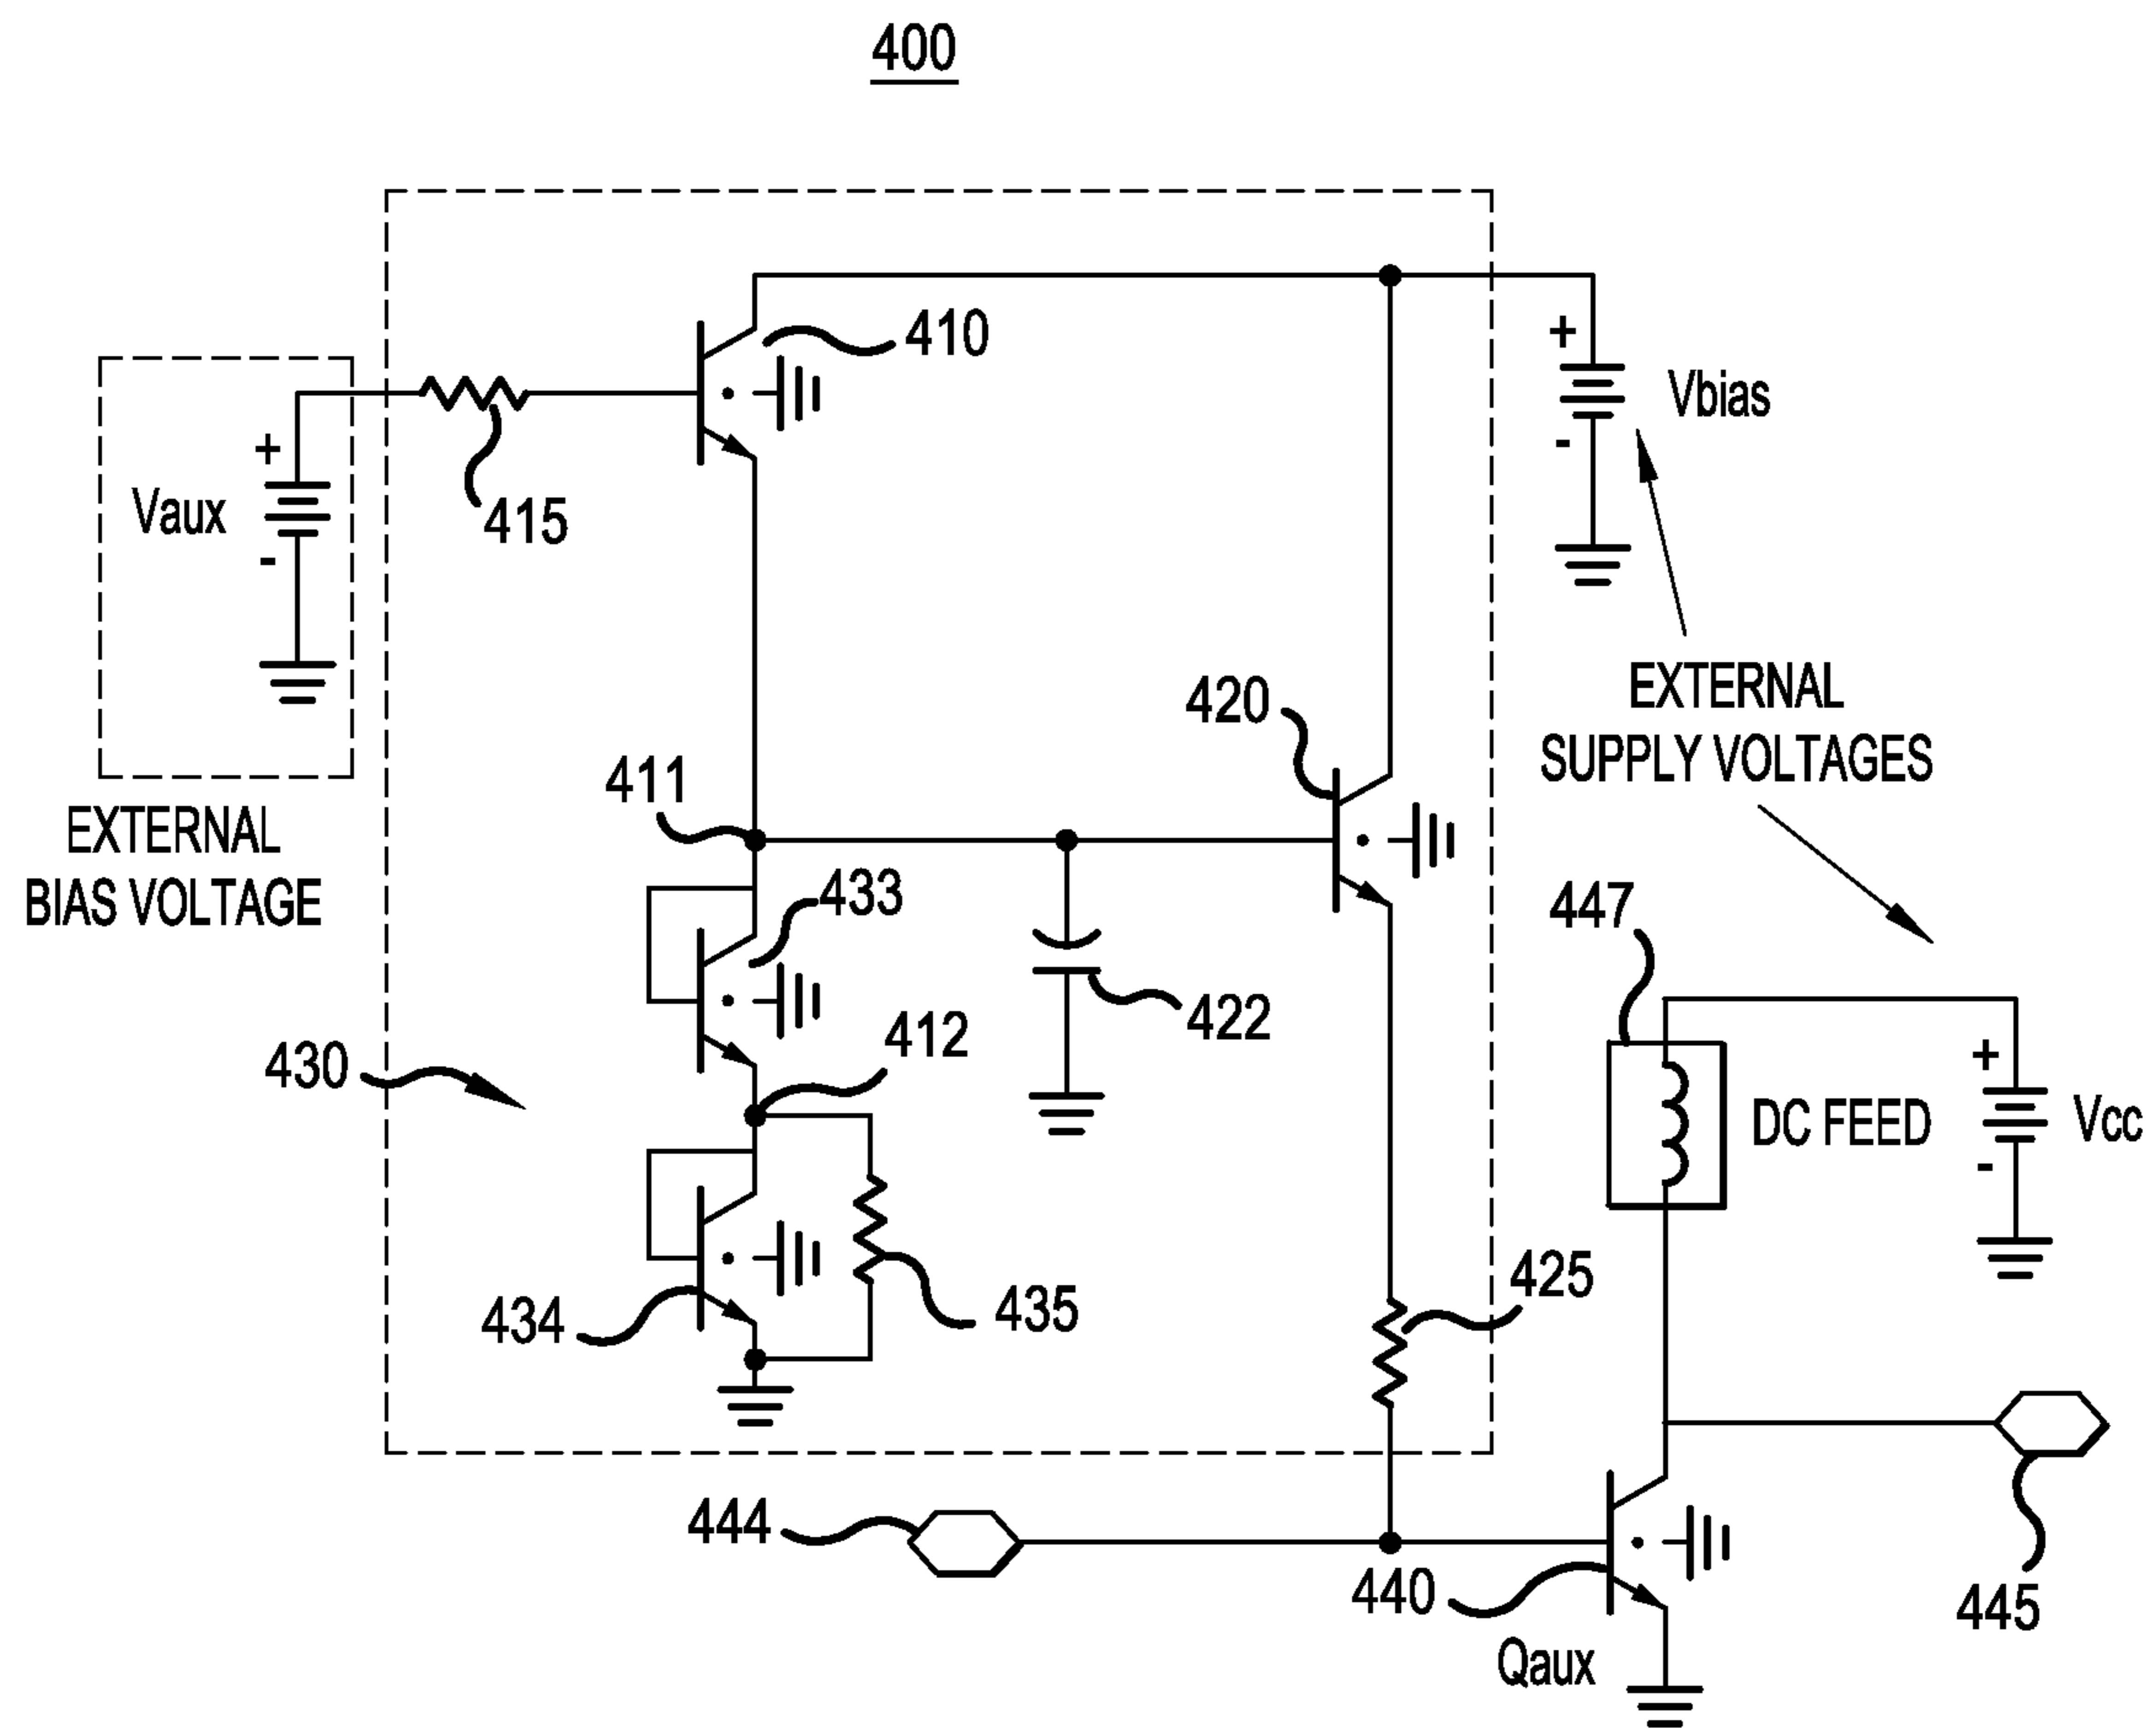 400
410
+
Vbias
-
415
+
Vaux
-
EXTERNAL
BIAS VOLTAGE
EXTERNAL
SUPPLY VOLTAGES
420
411
433
447
422
412
430
+
DC FEED
Vcc
-
425
434
435
444
440
445
Qaux